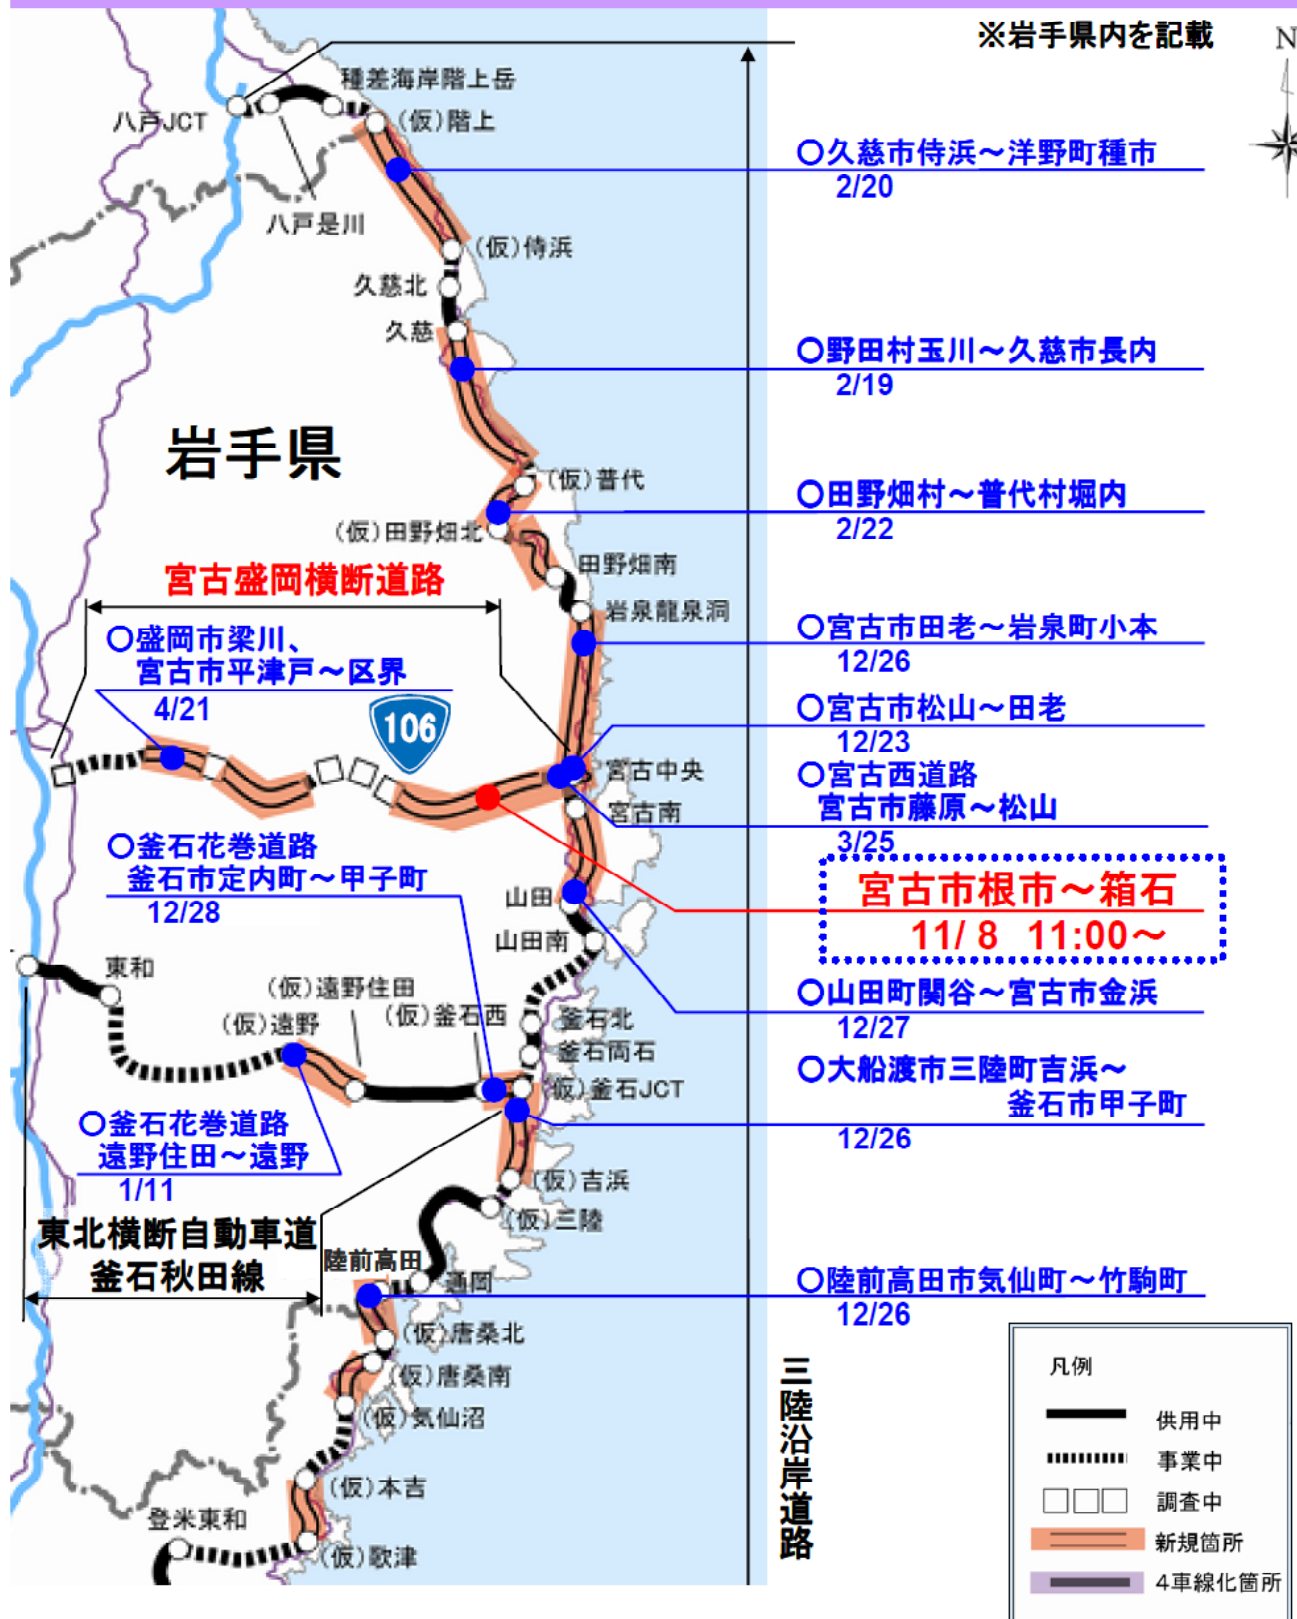 ※岩手県内を記載
N
種差海岸階上岳
八戸JCT
(仮)階上
八戸是川
○久慈市侍浜～洋野町種市
2/20
(仮)侍浜
久慈北
久慈
○野田村玉川～久慈市長内
2/19
岩手県
(仮)普代
○田野畑村～普代村堀内
2/22
(仮)田野畑北
田野畑南
宮古盛岡横断道路
岩泉龍泉洞
○盛岡市梁川、
宮古市平津戸～区界
4/21
○宮古市田老～岩泉町小本
12/26
106
○宮古市松山～田老
12/23
宮古中央
○宮古西道路
宮古市藤原～松山
3/25
宮古南
○釜石花巻道路
釜石市定内町～甲子町
12/28
宮古市根市～箱石
11/ 8 11:00～
山田
山田南
東和
(仮)遠野住田
(仮)釜石西
(仮)遠野
○山田町関谷～宮古市金浜
12/27
釜石北
釜石両石
(仮)釜石JCT
○大船渡市三陸町吉浜～
釜石市甲子町
12/26
○釜石花巻道路
遠野住田～遠野
1/11
(仮)吉浜
(仮)三陸
東北横断自動車道
釜石秋田線
陸前高田
通岡
○陸前高田市気仙町～竹駒町
12/26
(仮)唐桑北
(仮)唐桑南
(仮)気仙沼
三陸沿岸道路
(仮)本吉
登米東和
(仮)歌津
凡例
供用中
事業中
調査中
新規箇所
4車線化箇所